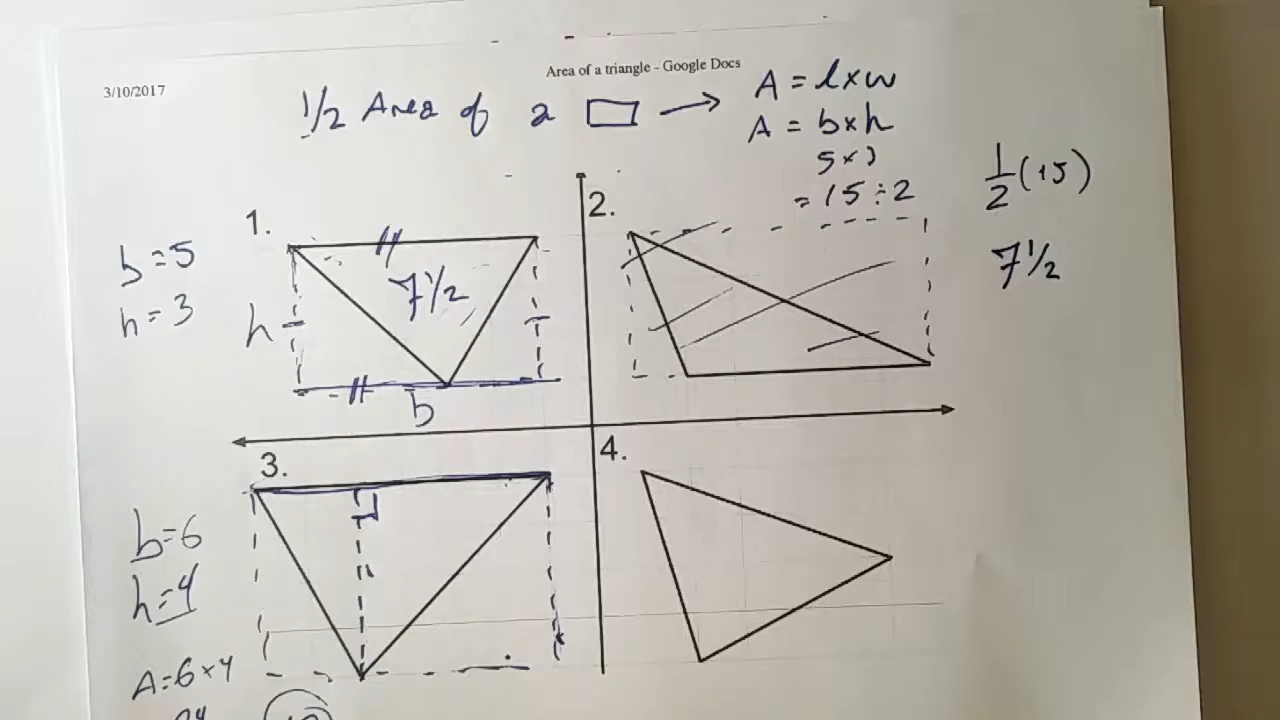 3/10/2017
Area of a triangle - Google Docs
1/2 Area of a → A = l x w
A = b x h
5 x 3
= 15 ÷ 2
1/2 (15)
7 1/2
1.
2.
b = 5
h = 3
7 1/2
h
b
3.
4.
b = 6
h = 4
A = 6 x 4